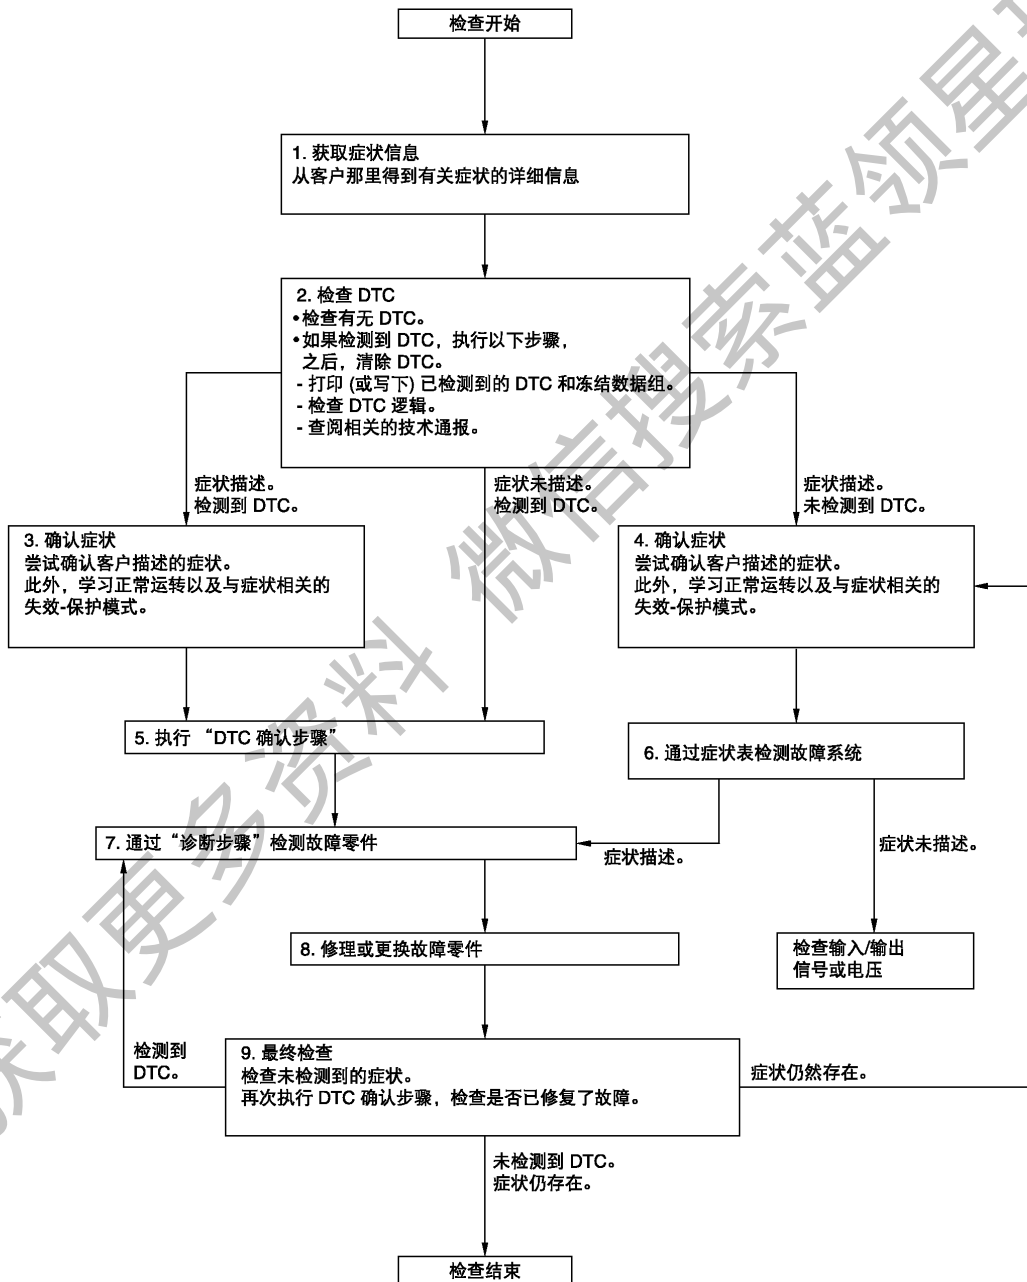 检查开始
1. 获取症状信息
从客户那里得到有关症状的详细信息
2. 检查 DTC
•检查有无 DTC。
•如果检测到 DTC，执行以下步骤，
之后，清除 DTC。
- 打印 (或写下) 已检测到的 DTC 和冻结数据组。
- 检查 DTC 逻辑。
- 查阅相关的技术通报。
症状描述。
检测到 DTC。
症状未描述。
检测到 DTC。
症状描述。
未检测到 DTC。
3. 确认症状
尝试确认客户描述的症状。
此外，学习正常运转以及与症状相关的
失效-保护模式。
4. 确认症状
尝试确认客户描述的症状。
此外，学习正常运转以及与症状相关的
失效-保护模式。
5. 执行 “DTC 确认步骤”
6. 通过症状表检测故障系统
7. 通过“诊断步骤”检测故障零件
症状描述。
症状未描述。
8. 修理或更换故障零件
检查输入/输出
信号或电压
检测到
DTC。
9. 最终检查
检查未检测到的症状。
再次执行 DTC 确认步骤，检查是否已修复了故障。
症状仍然存在。
未检测到 DTC。
症状仍存在。
检查结束
获取更多资料 微信搜索蓝领星球